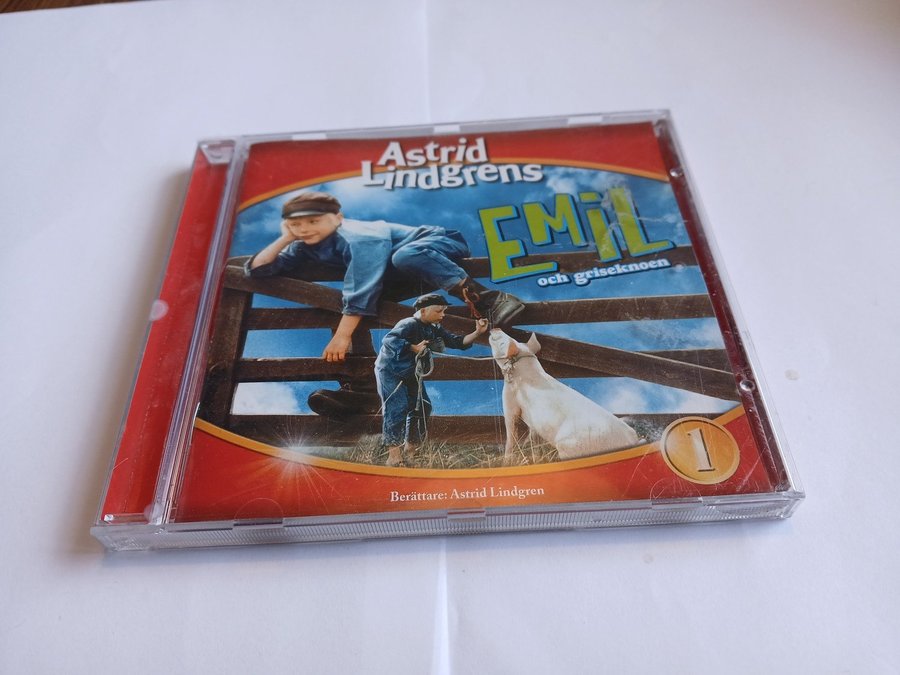 Astrid
Lindgrens
EMiL
och griseknoen
1
Berättare: Astrid Lindgren